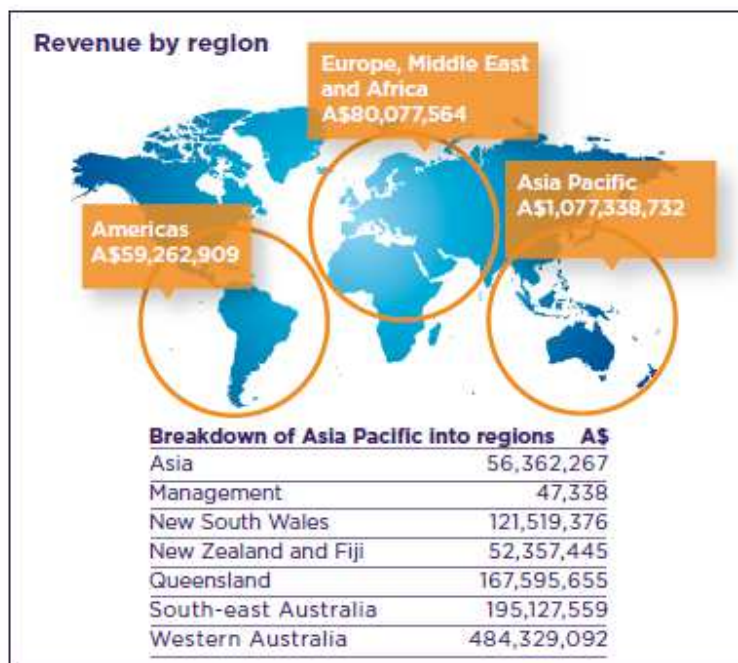 Revenue by region
Europe, Middle East
and Africa
A$80,077,564
Asia Pacific
A$1,077,338,732
Americas
A$59,262,909
Breakdown of Asia Pacific into regions A$
Asia 56,362,267
Management 47,338
New South Wales 121,519,376
New Zealand and Fiji 52,357,445
Queensland 167,595,655
South-east Australia 195,127,559
Western Australia 484,329,092